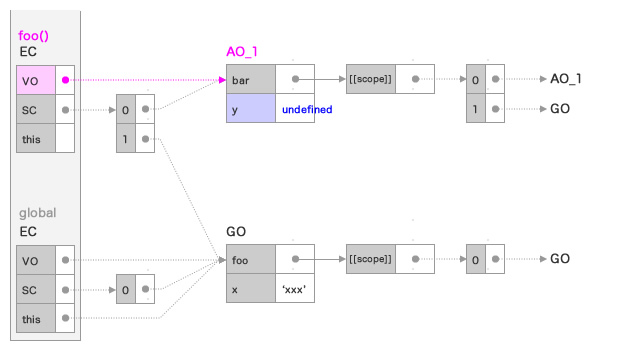 foo()
EC
VO
SC
this
0
1
AO_1
bar
y
undefined
[[scope]]
0
1
AO_1
GO
global
EC
VO
SC
this
0
GO
foo
x
‘xxx’
[[scope]]
0
GO